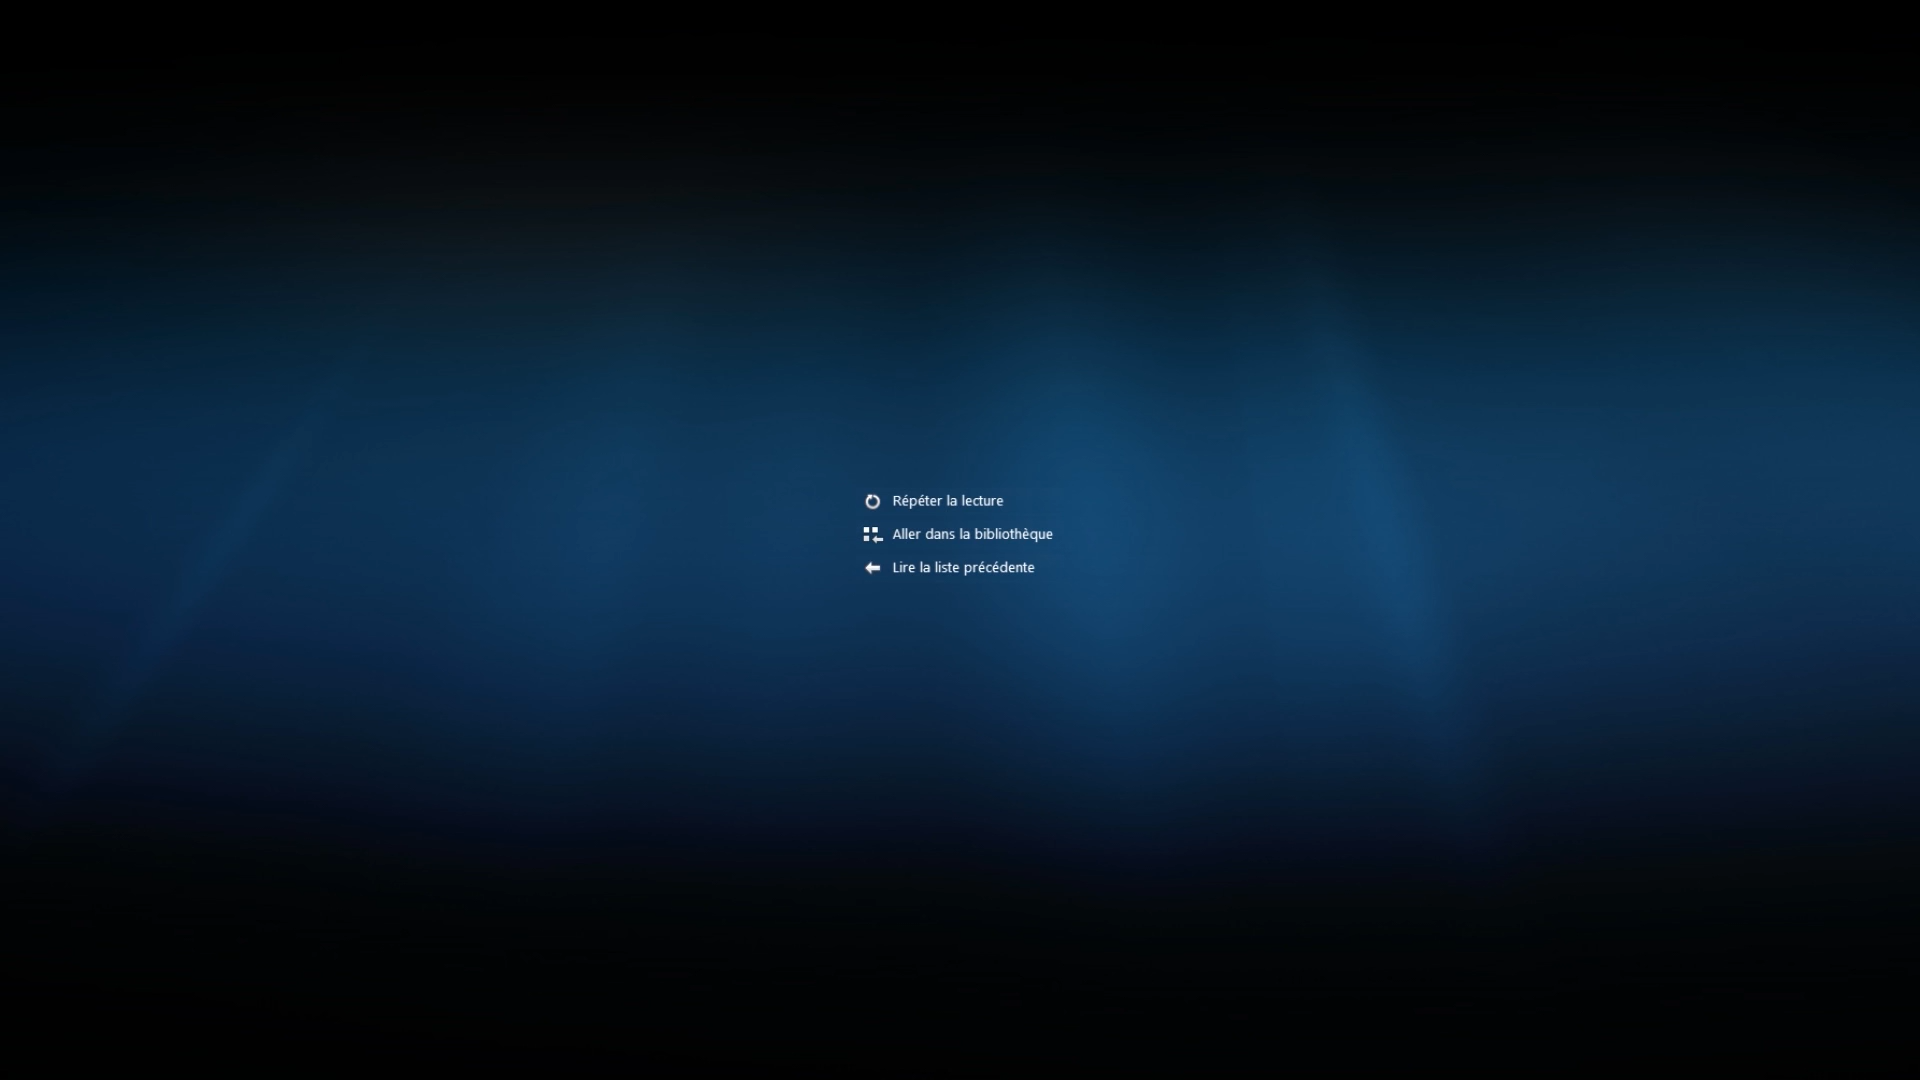 Répéter la lecture
Aller dans la bibliothèque
Lire la liste précédente